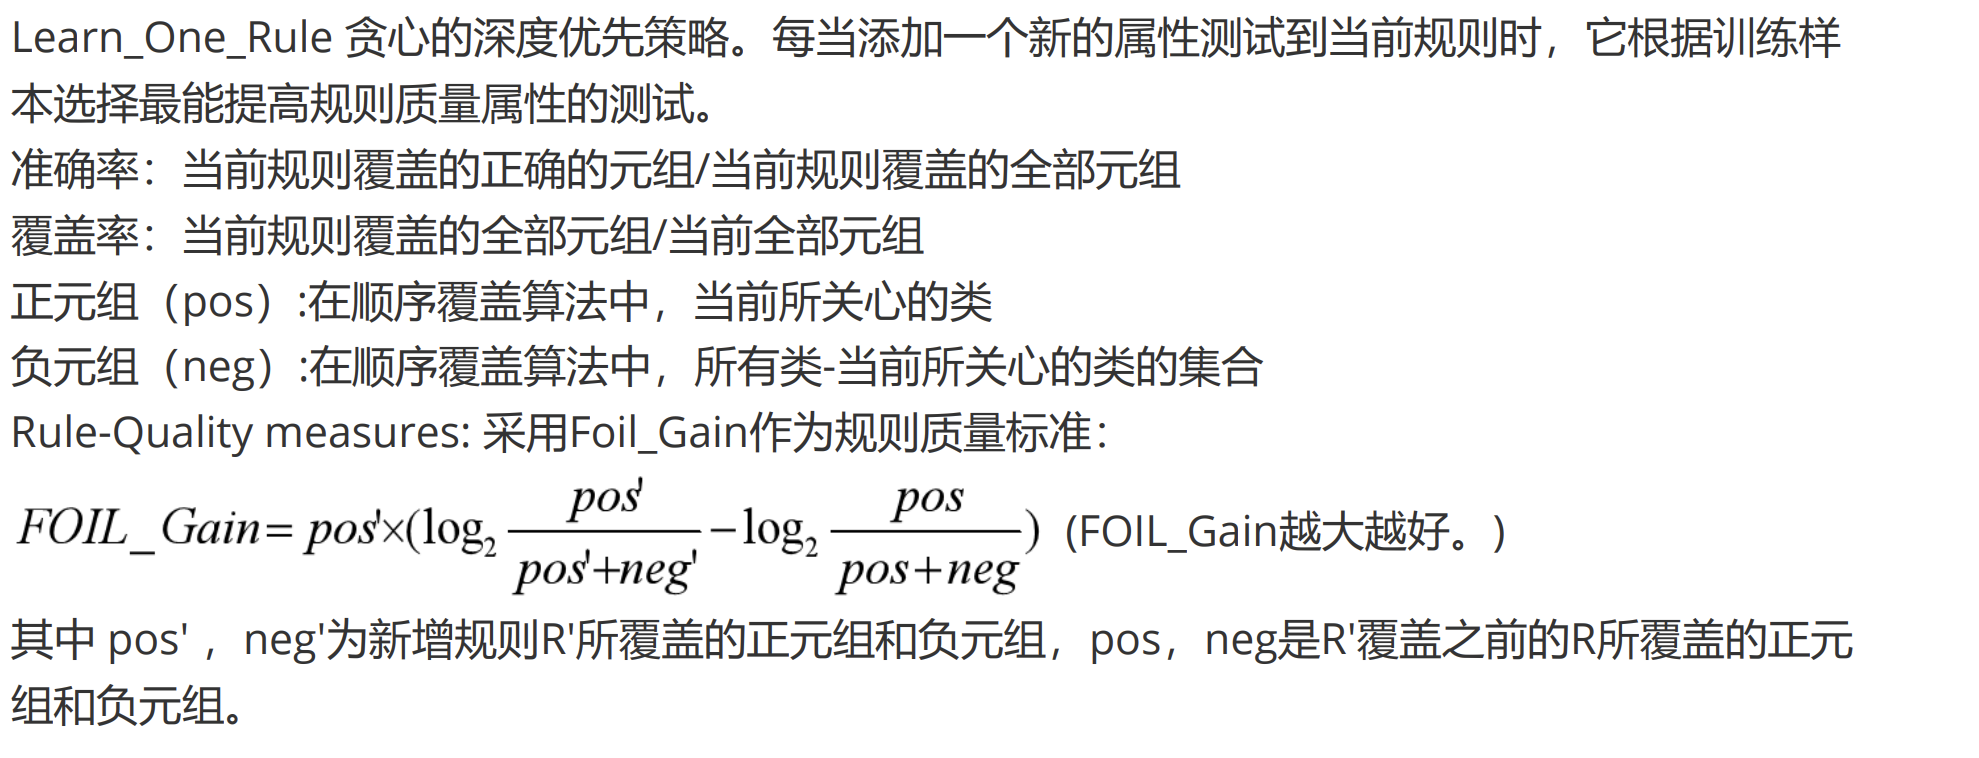 Learn_One_Rule 贪心的深度优先策略。每当添加一个新的属性测试到当前规则时，它根据训练样
本选择最能提高规则质量属性的测试。
准确率：当前规则覆盖的正确的元组/当前规则覆盖的全部元组
覆盖率：当前规则覆盖的全部元组/当前全部元组
正元组（pos）:在顺序覆盖算法中，当前所关心的类
负元组（neg）:在顺序覆盖算法中，所有类-当前所关心的类的集合
Rule-Quality measures: 采用Foil_Gain作为规则质量标准：
FOIL_Gain= pos'×(log₂ pos'/(pos'+neg') −log₂ pos/(pos+neg)) (FOIL_Gain越大越好。)
其中 pos' ，neg'为新增规则R'所覆盖的正元组和负元组，pos，neg是R'覆盖之前的R所覆盖的正元
组和负元组。